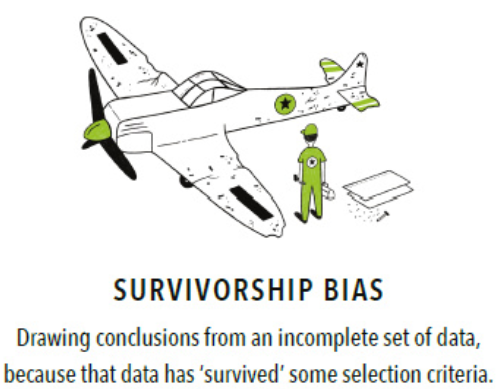 SURVIVORSHIP BIAS
Drawing conclusions from an incomplete set of data,
because that data has ‘survived’ some selection criteria.